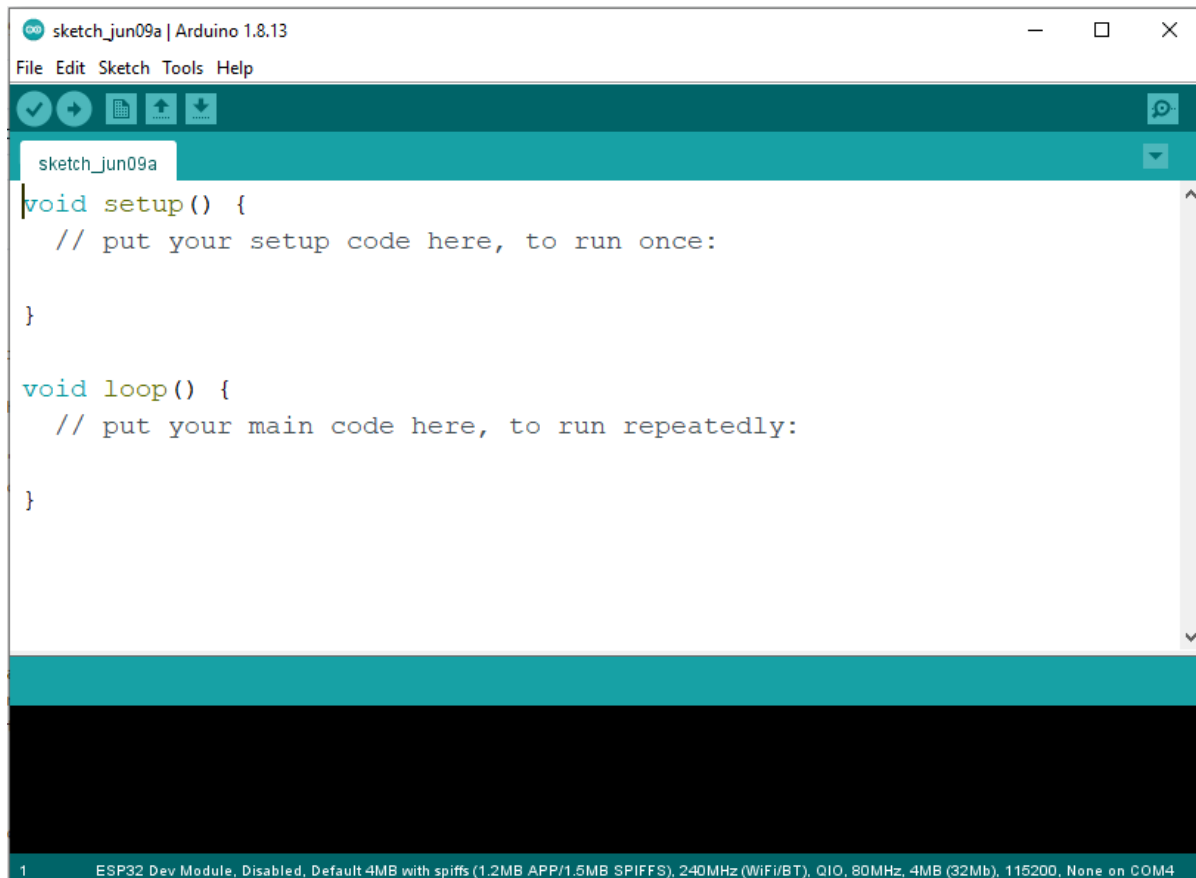 sketch_jun09a | Arduino 1.8.13
File Edit Sketch Tools Help
sketch_jun09a
void setup() {
  // put your setup code here, to run once:
}
void loop() {
  // put your main code here, to run repeatedly:
}
1 ESP32 Dev Module, Disabled, Default 4MB with spiffs (1.2MB APP/1.5MB SPIFFS), 240MHz (WiFi/BT), QIO, 80MHz, 4MB (32Mb), 115200, None on COM4